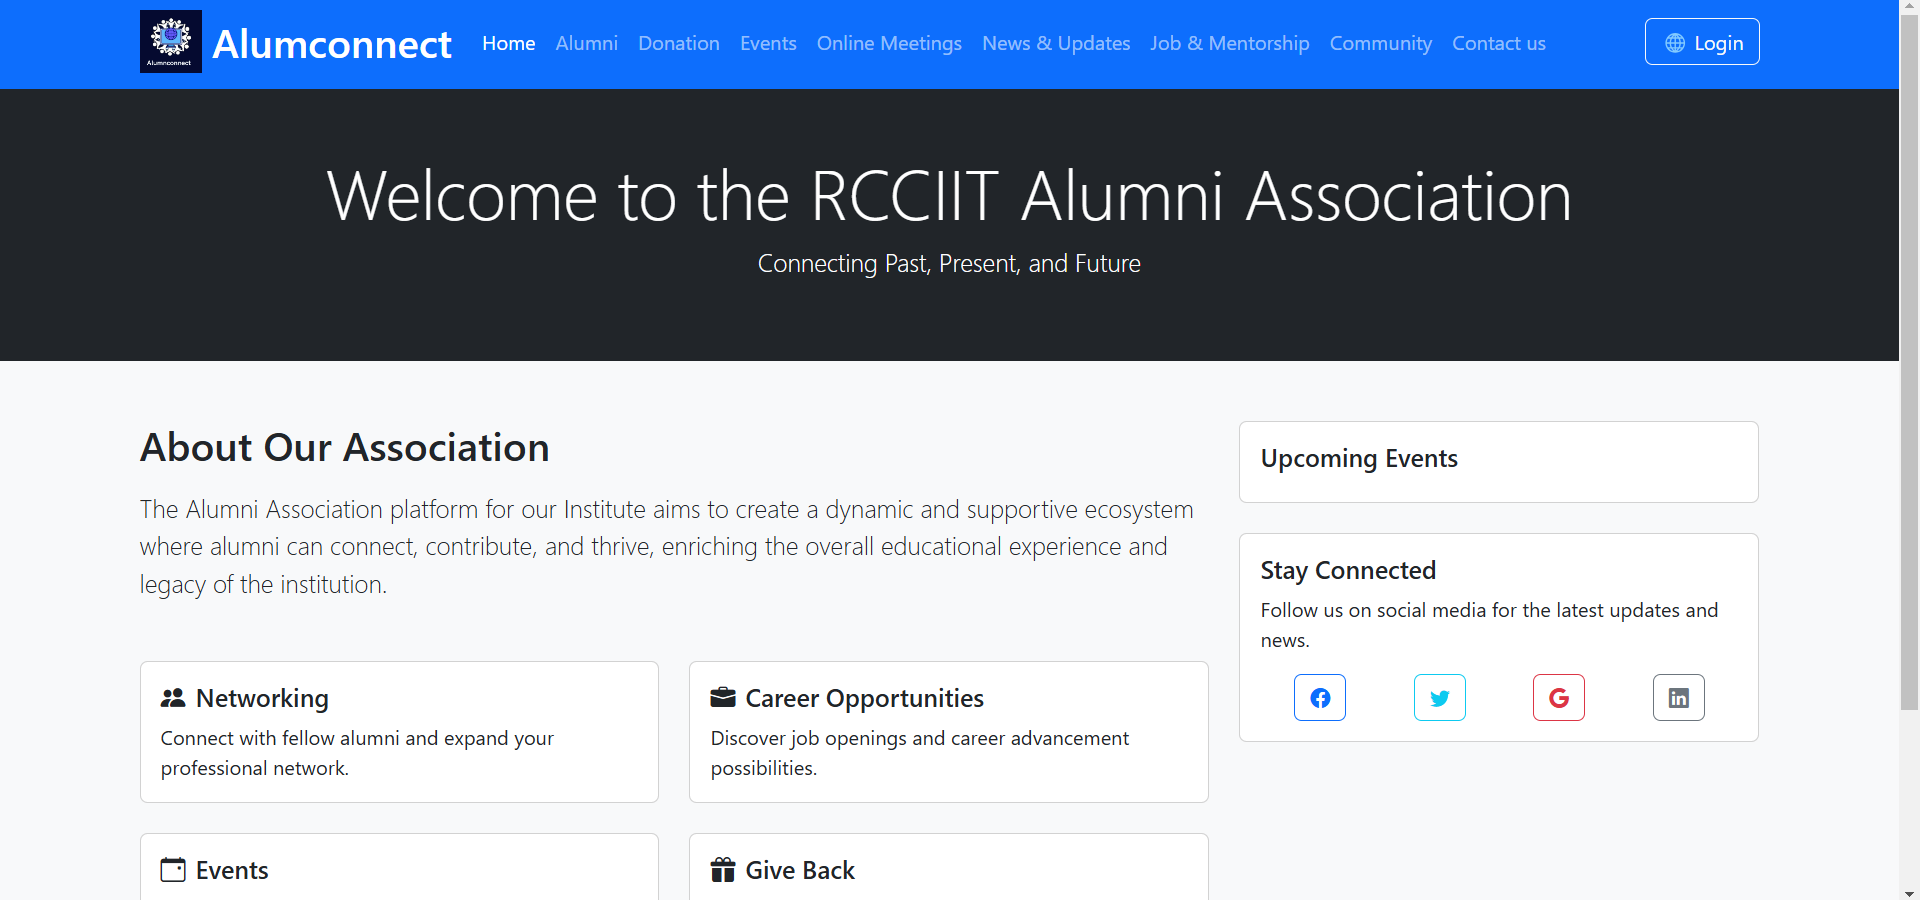 Alumnconnect
Alumconnect
Home
Alumni
Donation
Events
Online Meetings
News & Updates
Job & Mentorship
Community
Contact us
Login
Welcome to the RCCIIT Alumni Association
Connecting Past, Present, and Future
About Our Association
The Alumni Association platform for our Institute aims to create a dynamic and supportive ecosystem
where alumni can connect, contribute, and thrive, enriching the overall educational experience and
legacy of the institution.
Networking
Connect with fellow alumni and expand your
professional network.
Career Opportunities
Discover job openings and career advancement
possibilities.
Events
Give Back
Upcoming Events
Stay Connected
Follow us on social media for the latest updates and
news.